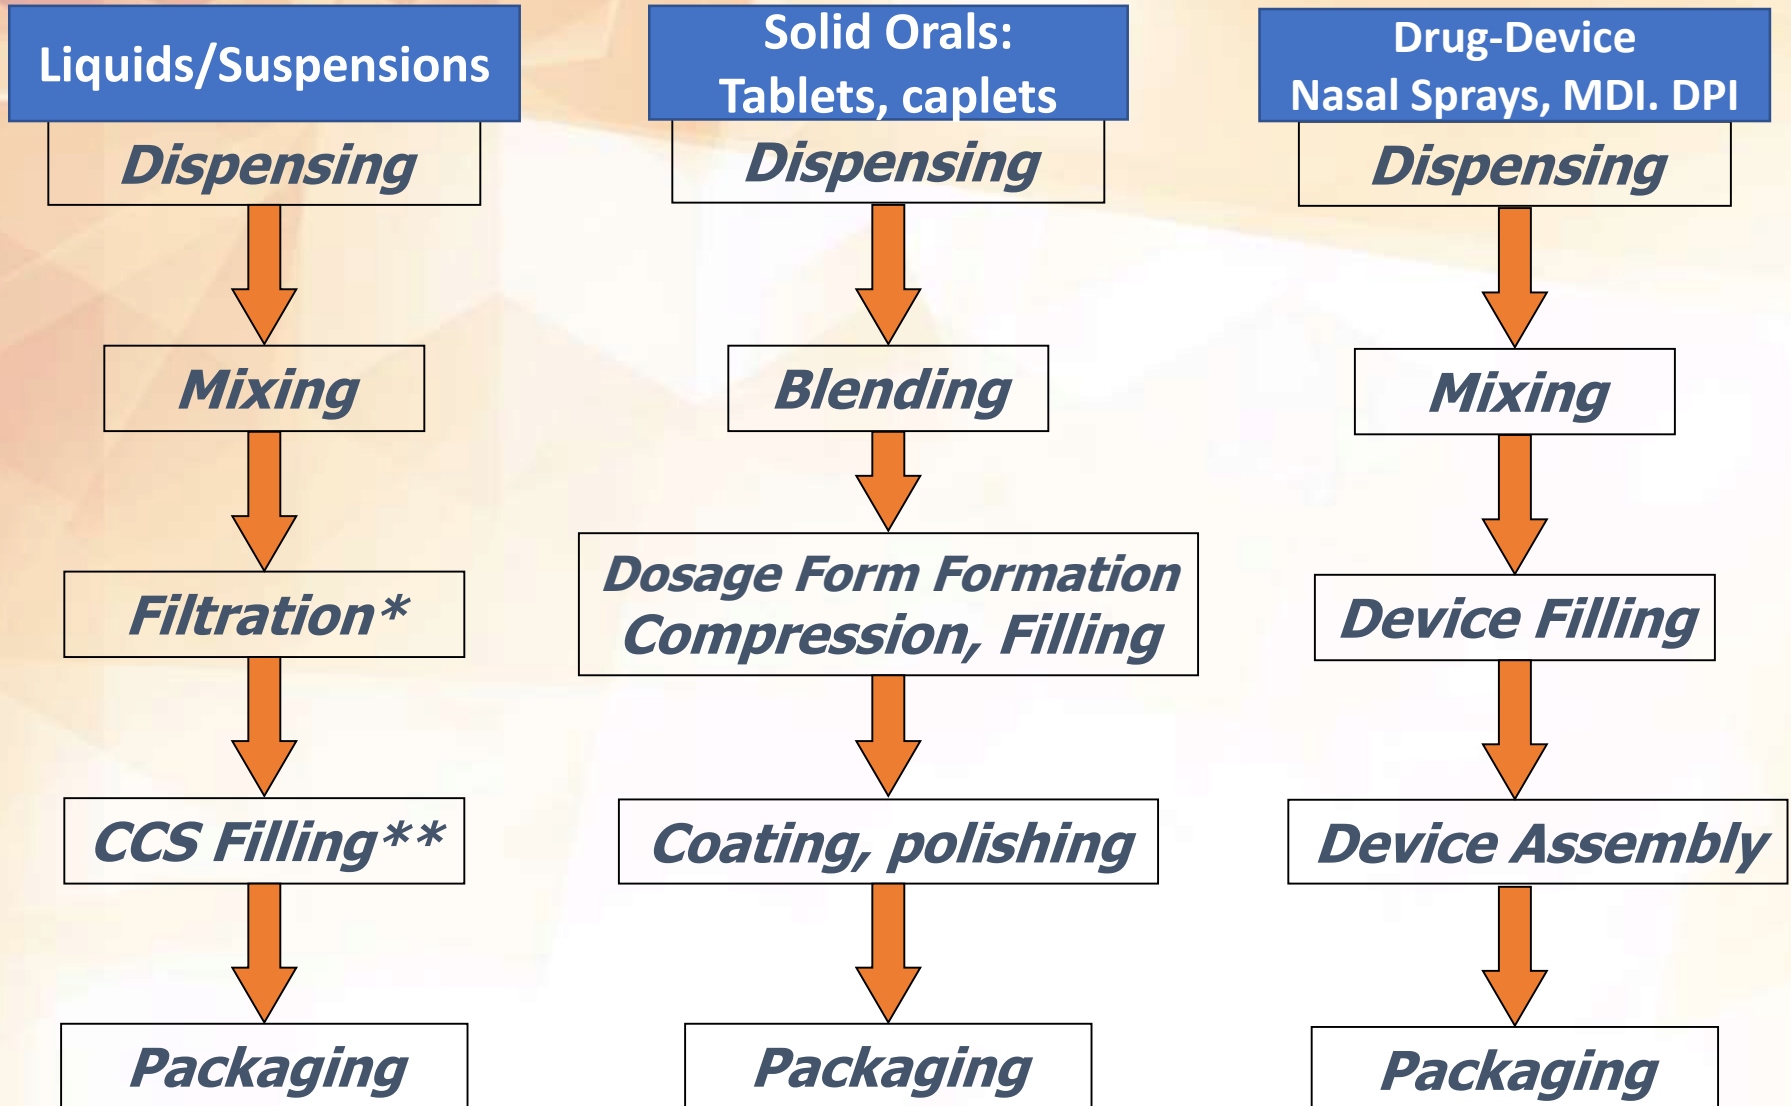 Liquids/Suspensions
Dispensing
Mixing
Filtration*
CCS Filling**
Packaging
Solid Orals:
Tablets, caplets
Dispensing
Blending
Dosage Form Formation
Compression, Filling
Coating, polishing
Packaging
Drug-Device
Nasal Sprays, MDI. DPI
Dispensing
Mixing
Device Filling
Device Assembly
Packaging